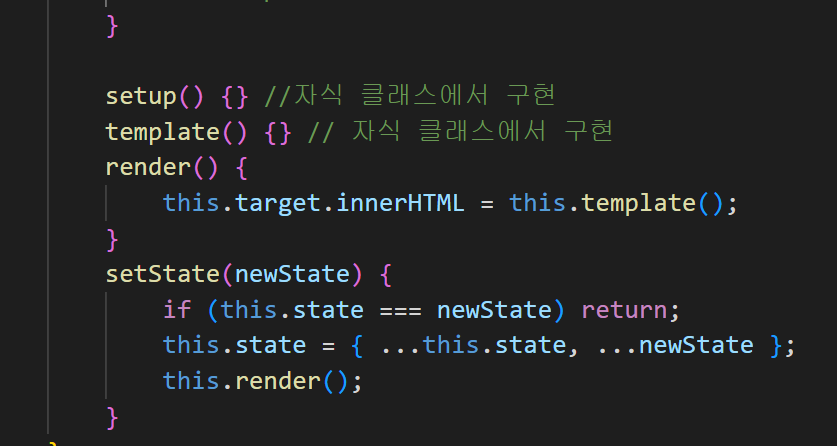 }
setup() {} //자식 클래스에서 구현
template() {} // 자식 클래스에서 구현
render() {
this.target.innerHTML = this.template();
}
setState(newState) {
if (this.state === newState) return;
this.state = { ...this.state, ...newState };
this.render();
}